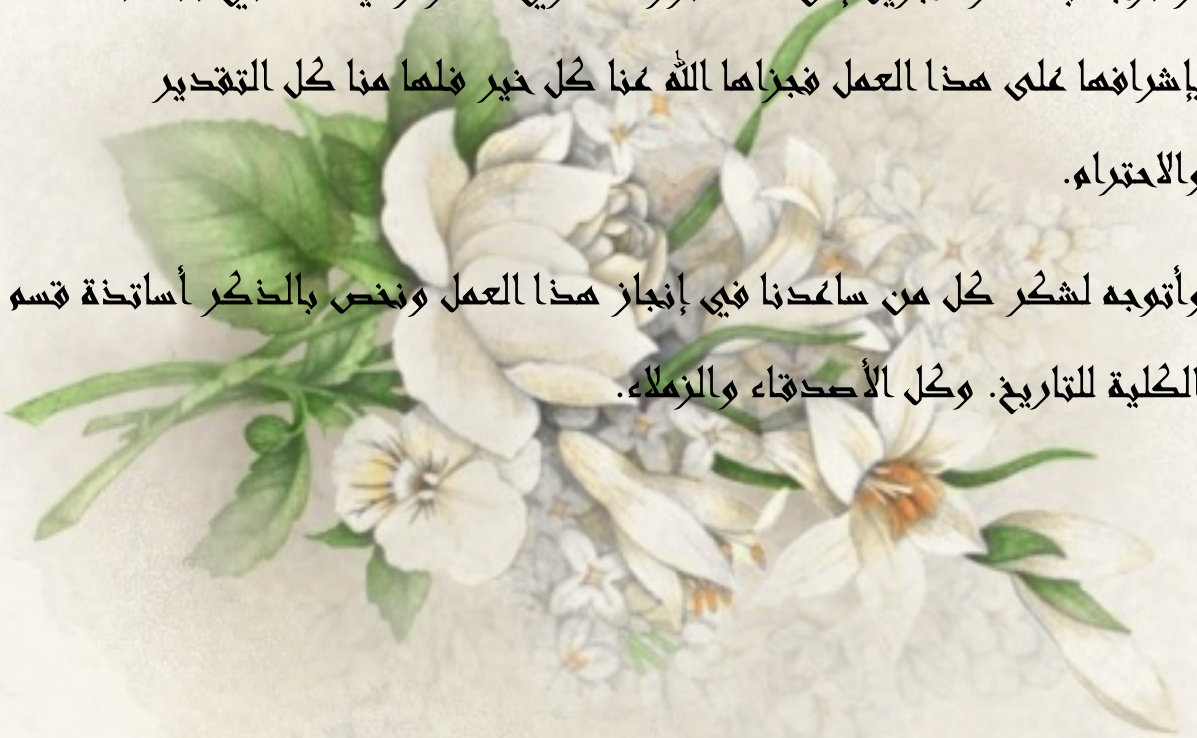 بإشرافها على هذا العمل فجزاها الله عنا كل خير فلها منا كل التقدير
والاحترام.
وأتوجه لشكر كل من ساعدنا في إنجاز هذا العمل ونخص بالذكر أساتذة قسم
الكلية للتاريخ. وكل الأصدقاء والزملاء.